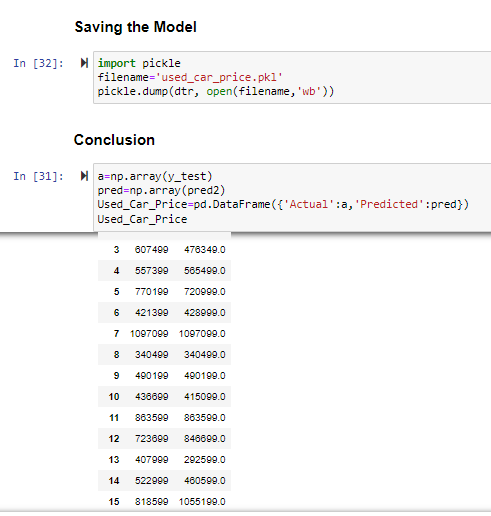 Saving the Model
In [32]: import pickle
filename='used_car_price.pkl'
pickle.dump(dtr, open(filename,'wb'))
Conclusion
In [31]: a=np.array(y_test)
pred=np.array(pred2)
Used_Car_Price=pd.DataFrame({'Actual':a,'Predicted':pred})
Used_Car_Price
3 607499 476349.0
4 557399 565499.0
5 770199 720999.0
6 421399 428999.0
7 1097099 1097099.0
8 340499 340499.0
9 490199 490199.0
10 436699 415099.0
11 863599 863599.0
12 723699 846699.0
13 407999 292599.0
14 522999 460599.0
15 818599 1055199.0